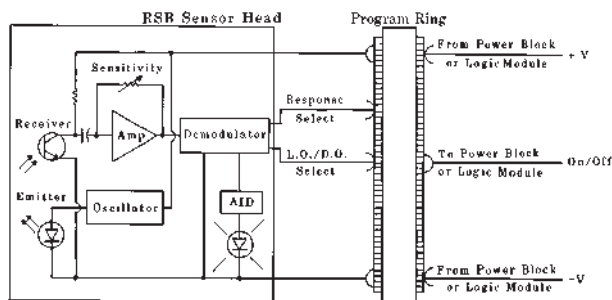 RSB Sensor Head
Program Ring
Sensitivity
From Power Block
or Logic Module
+ V
Receiver
Amp
Demodulator
Response
Select
L.O./D.O.
Select
To Power Block
or Logic Module
On/Off
Emitter
Oscillator
AID
From Power Block
or Logic Module
-V